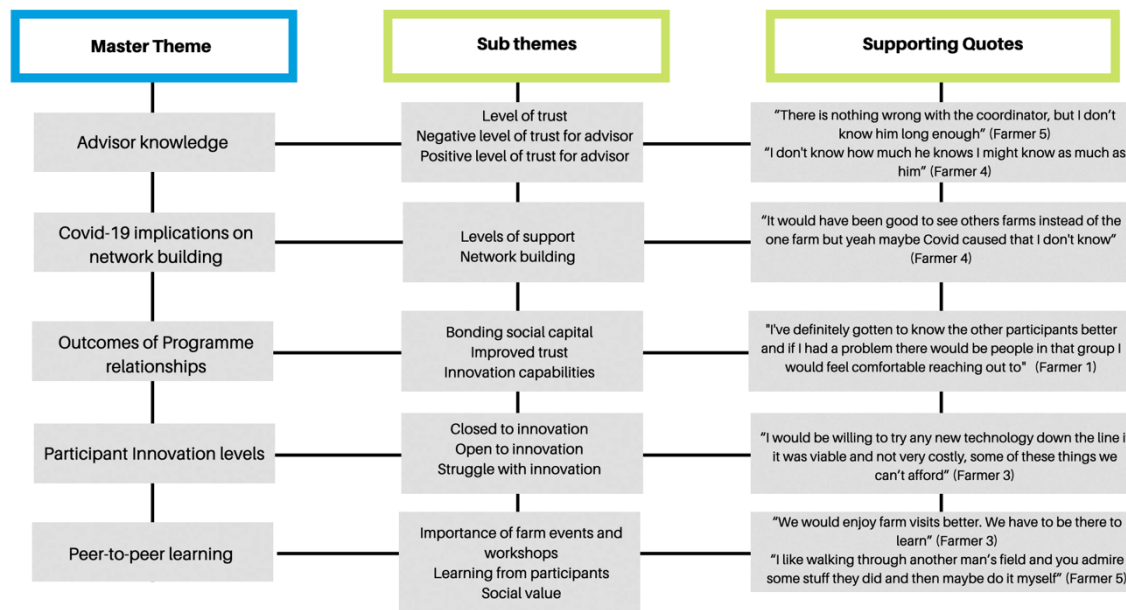 Master Theme
Sub themes
Supporting Quotes
Advisor knowledge
Level of trust
Negative level of trust for advisor
Positive level of trust for advisor
“There is nothing wrong with the coordinator, but I don’t
know him long enough” (Farmer 5)
“I don't know how much he knows I might know as much as
him” (Farmer 4)
Covid-19 implications on
network building
Levels of support
Network building
“It would have been good to see others farms instead of the
one farm but yeah maybe Covid caused that I don't know”
(Farmer 4)
Outcomes of Programme
relationships
Bonding social capital
Improved trust
Innovation capabilities
"I've definitely gotten to know the other participants better
and if I had a problem there would be people in that group I
would feel comfortable reaching out to" (Farmer 1)
Participant Innovation levels
Closed to innovation
Open to innovation
Struggle with innovation
“I would be willing to try any new technology down the line
it was viable and not very costly, some of these things we
can’t afford” (Farmer 3)
Peer-to-peer learning
Importance of farm events and
workshops
Learning from participants
Social value
“We would enjoy farm visits better. We have to be there to
learn” (Farmer 3)
“I like walking through another man’s field and you admire
some stuff they did and then maybe do it myself” (Farmer 5)